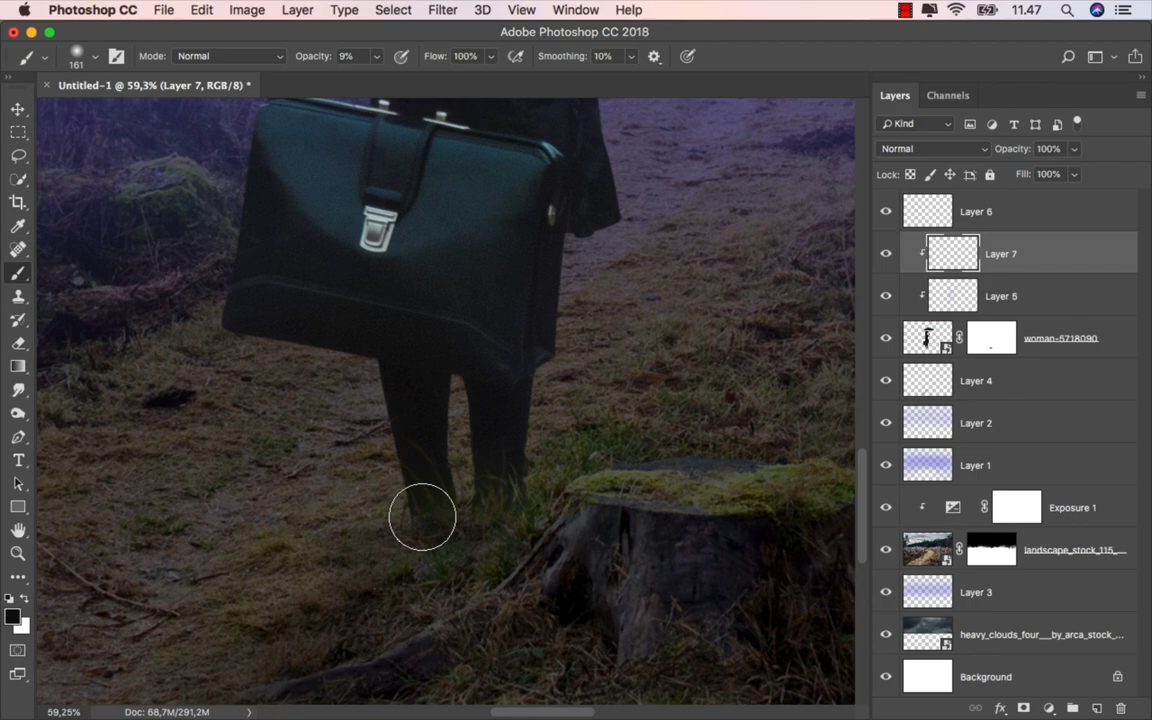 Photoshop CC File Edit Image Layer Type Select Filter 3D View Window Help 11.47
Adobe Photoshop CC 2018
161 Mode: Normal Opacity: 9% Flow: 100% Smoothing: 10%
Untitled-1 @ 59,3% (Layer 7, RGB/8) *
Layers Channels
Kind
Normal Opacity: 100%
Lock: Fill: 100%
Layer 6
Layer 7
Layer 5
woman-5718090
Layer 4
Layer 2
Layer 1
Exposure 1
landscape_stock_115_...
Layer 3
heavy_clouds_four__by_arca_stock_...
Background
59,25% Doc: 68,7M/291,2M